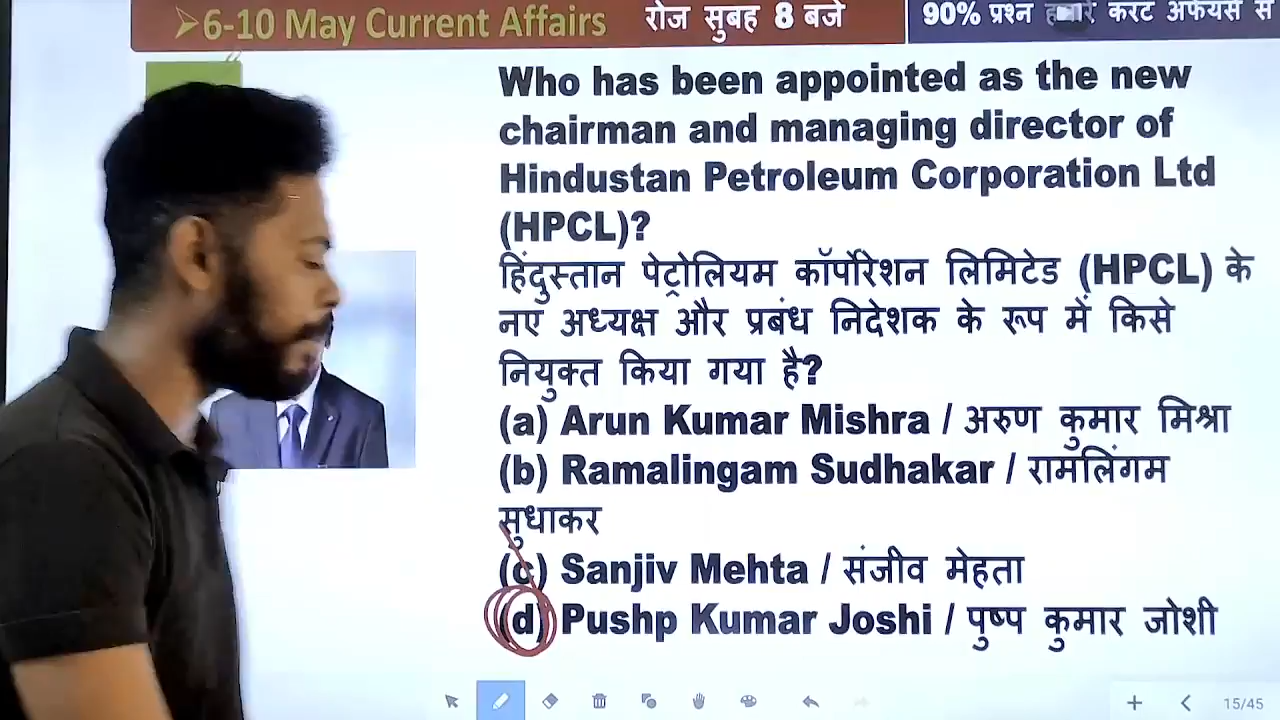 ➢6-10 May Current Affairs
रोज सुबह 8 बजे
90% प्रश्न हमारे करंट अफेयर्स से
Who has been appointed as the new
chairman and managing director of
Hindustan Petroleum Corporation Ltd
(HPCL)?
हिंदुस्तान पेट्रोलियम कॉर्पोरेशन लिमिटेड (HPCL) के
नए अध्यक्ष और प्रबंध निदेशक के रूप में किसे
नियुक्त किया गया है?
(a) Arun Kumar Mishra / अरुण कुमार मिश्रा
(b) Ramalingam Sudhakar / रामलिंगम
सुधाकर
(c) Sanjiv Mehta / संजीव मेहता
(d) Pushp Kumar Joshi / पुष्प कुमार जोशी
15/45